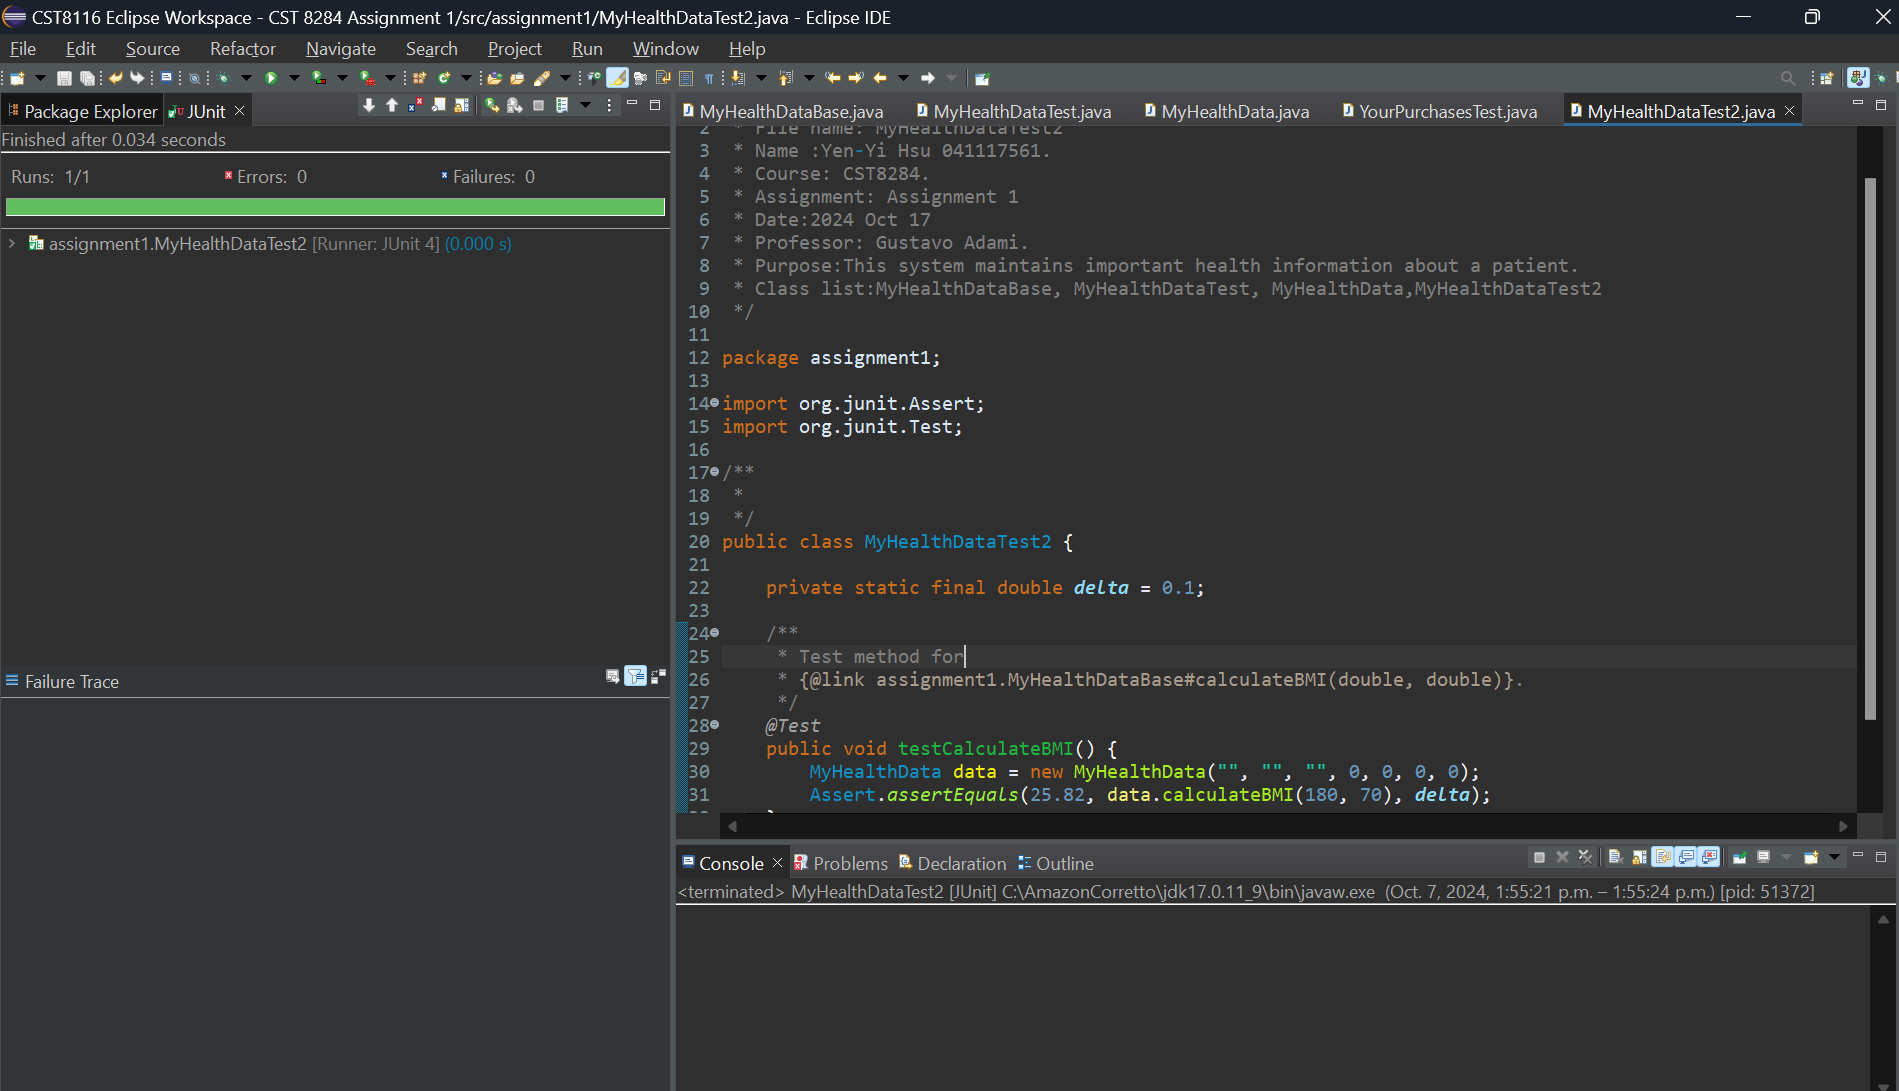 CST8116 Eclipse Workspace - CST 8284 Assignment 1/src/assignment1/MyHealthDataTest2.java - Eclipse IDE
File Edit Source Refactor Navigate Search Project Run Window Help
Package Explorer JUnit
Finished after 0.034 seconds
Runs: 1/1 Errors: 0 Failures: 0
assignment1.MyHealthDataTest2 [Runner: JUnit 4] (0.000 s)
Failure Trace
MyHealthDataBase.java MyHealthDataTest.java MyHealthData.java YourPurchasesTest.java MyHealthDataTest2.java
2 * File name: MyHealthDataTest2
3 * Name :Yen-Yi Hsu 041117561.
4 * Course: CST8284.
5 * Assignment: Assignment 1
6 * Date:2024 Oct 17
7 * Professor: Gustavo Adami.
8 * Purpose:This system maintains important health information about a patient.
9 * Class list:MyHealthDataBase, MyHealthDataTest, MyHealthData,MyHealthDataTest2
10 */
11
12 package assignment1;
13
14 import org.junit.Assert;
15 import org.junit.Test;
16
17 /**
18 *
19 */
20 public class MyHealthDataTest2 {
21
22 private static final double delta = 0.1;
23
24 /**
25 * Test method for
26 * {@link assignment1.MyHealthDataBase#calculateBMI(double, double)}.
27 */
28 @Test
29 public void testCalculateBMI() {
30 MyHealthData data = new MyHealthData("", "", "", 0, 0, 0, 0);
31 Assert.assertEquals(25.82, data.calculateBMI(180, 70), delta);
Console Problems Declaration Outline
<terminated> MyHealthDataTest2 [JUnit] C:\AmazonCorretto\jdk17.0.11_9\bin\javaw.exe (Oct. 7, 2024, 1:55:21 p.m. – 1:55:24 p.m.) [pid: 51372]